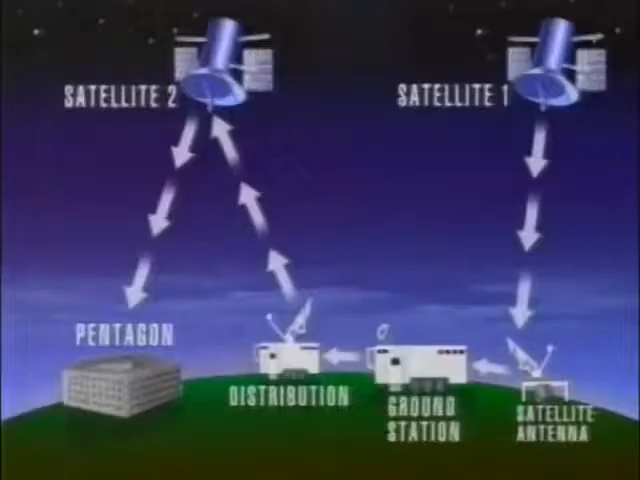 SATELLITE 2
SATELLITE 1
PENTAGON
DISTRIBUTION
GROUND
STATION
SATELLITE
ANTENNA